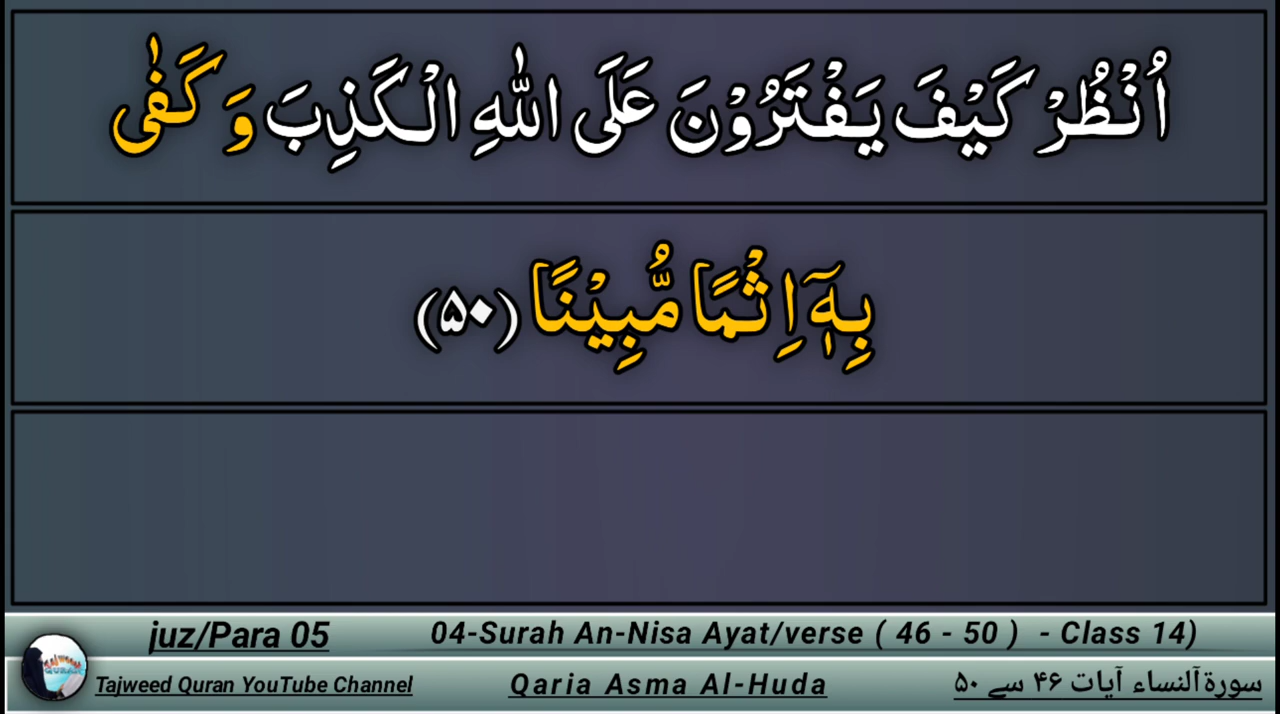 اُنْظُرْ كَيْفَ يَفْتَرُوْنَ عَلَى اللّٰهِ الْكَذِبَ وَ كَفٰى
بِهٖۤ اِثْمًا مُّبِيْنًا (۵۰)
juz/Para 05 04-Surah An-Nisa Ayat/verse ( 46 - 50 ) - Class 14)
Tajweed Quran YouTube Channel Qaria Asma Al-Huda سورۃ آلنساء آیات ۴۶ سے ۵۰